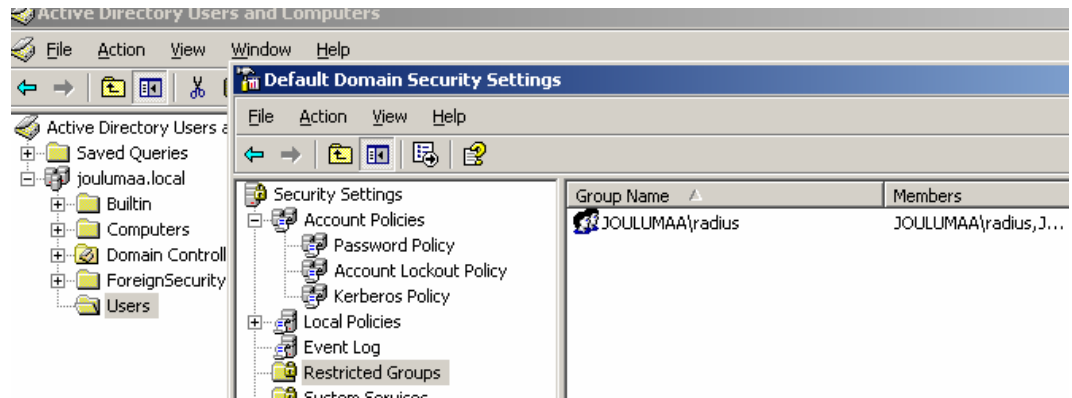 Active Directory Users and Computers
File Action View Window Help
Active Directory Users
Saved Queries
joulumaa.local
Builtin
Computers
Domain Controll
ForeignSecurity
Users
Default Domain Security Settings
File Action View Help
Security Settings
Account Policies
Password Policy
Account Lockout Policy
Kerberos Policy
Local Policies
Event Log
Restricted Groups
System Services
Group Name Members
JOULUMAA\radius JOULUMAA\radius,J...